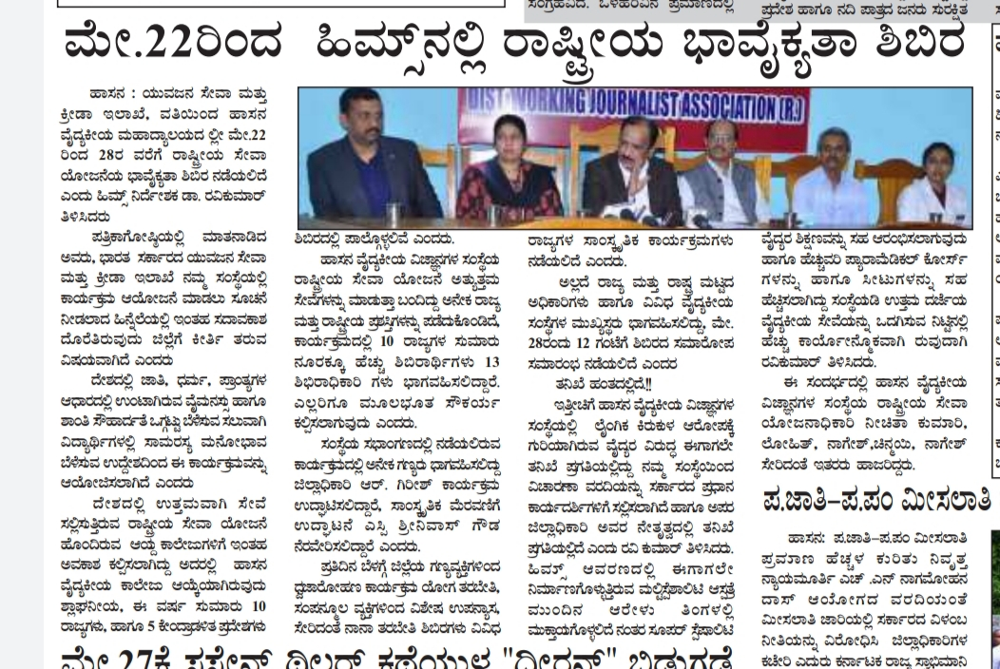 ಸಂಗ್ರಹವಿದೆ. ಒಳಹರಿವಿನ ಪ್ರಮಾಣದಲ್ಲಿ
ಪ್ರದೇಶ ಹಾಗೂ ನದಿ ಪಾತ್ರದ ಜನರು ಸುರಕ್ಷಿತ
ಮೇ.22ರಿಂದ ಹಿಮ್ಸ್‌ನಲ್ಲಿ ರಾಷ್ಟ್ರೀಯ ಭಾವೈಕ್ಯತಾ ಶಿಬಿರ
ಹಾಸನ : ಯುವಜನ ಸೇವಾ ಮತ್ತು
ಕ್ರೀಡಾ ಇಲಾಖೆ, ವತಿಯಿಂದ ಹಾಸನ
ವೈದ್ಯಕೀಯ ಮಹಾವಿದ್ಯಾಲಯದ ಲ್ಲೀ ಮೇ.22
ರಿಂದ 28ರ ವರೆಗೆ ರಾಷ್ಟ್ರೀಯ ಸೇವಾ
ಯೋಜನೆಯ ಭಾವೈಕ್ಯತಾ ಶಿಬಿರ ನಡೆಯಲಿದೆ
ಎಂದು ಹಿಮ್ಸ್ ನಿರ್ದೇಶಕ ಡಾ. ರವಿಕುಮಾರ್
ತಿಳಿಸಿದರು
ಪತ್ರಿಕಾಗೋಷ್ಠಿಯಲ್ಲಿ ಮಾತನಾಡಿದ
ಅವರು, ಭಾರತ ಸರ್ಕಾರದ ಯುವಜನ ಸೇವಾ
ಮತ್ತು ಕ್ರೀಡಾ ಇಲಾಖೆ ನಮ್ಮ ಸಂಸ್ಥೆಯಲ್ಲಿ
ಕಾರ್ಯಕ್ರಮ ಆಯೋಜನೆ ಮಾಡಲು ಸೂಚನೆ
ನೀಡಲಾದ ಹಿನ್ನೆಲೆಯಲ್ಲಿ ಇಂತಹ ಸದಾವಕಾಶ
ದೊರೆತಿರುವುದು ಜಿಲ್ಲೆಗೆ ಕೀರ್ತಿ ತರುವ
ವಿಷಯವಾಗಿದೆ ಎಂದರು
ದೇಶದಲ್ಲಿ ಜಾತಿ, ಧರ್ಮ, ಪ್ರಾಂತ್ಯಗಳ
ಆಧಾರದಲ್ಲಿ ಉಂಟಾಗಿರುವ ವೈಮನಸ್ಸು ಹಾಗೂ
ಶಾಂತಿ ಸೌಹಾರ್ದತೆ ಒಗ್ಗಟ್ಟು ಬೆಳೆಸುವ ಸಲುವಾಗಿ
ವಿದ್ಯಾರ್ಥಿಗಳಲ್ಲಿ ಸಾಮರಸ್ಯ ಮನೋಭಾವ
ಬೆಳೆಸುವ ಉದ್ದೇಶದಿಂದ ಈ ಕಾರ್ಯಕ್ರಮವನ್ನು
ಆಯೋಜಿಸಲಾಗಿದೆ ಎಂದರು
ದೇಶದಲ್ಲಿ ಉತ್ತಮವಾಗಿ ಸೇವೆ
ಸಲ್ಲಿಸುತ್ತಿರುವ ರಾಷ್ಟ್ರೀಯ ಸೇವಾ ಯೋಜನೆ
ಹೊಂದಿರುವ ಆಯ್ದ ಕಾಲೇಜುಗಳಿಗೆ ಇಂತಹ
ಅವಕಾಶ ಕಲ್ಪಿಸಲಾಗಿದ್ದು ಅದರಲ್ಲಿ ಹಾಸನ
ವೈದ್ಯಕೀಯ ಕಾಲೇಜು ಆಯ್ಕೆಯಾಗಿರುವುದು
ಶ್ಲಾಘನೀಯ, ಈ ವರ್ಷ ಸುಮಾರು 10
ರಾಜ್ಯಗಳು, ಹಾಗೂ 5 ಕೇಂದ್ರಾಡಳಿತ ಪ್ರದೇಶಗಳು
DIST. WORKING JOURNALIST ASSOCIATION (R.)
ಶಿಬಿರದಲ್ಲಿ ಪಾಲ್ಗೊಳ್ಳಲಿವೆ ಎಂದರು.
ಹಾಸನ ವೈದ್ಯಕೀಯ ವಿಜ್ಞಾನಗಳ ಸಂಸ್ಥೆಯ
ರಾಷ್ಟ್ರೀಯ ಸೇವಾ ಯೋಜನೆ ಅತ್ಯುತ್ತಮ
ಸೇವೆಗಳನ್ನು ಮಾಡುತ್ತಾ ಬಂದಿದ್ದು ಅನೇಕ ರಾಜ್ಯ
ಮತ್ತು ರಾಷ್ಟ್ರೀಯ ಪ್ರಶಸ್ತಿಗಳನ್ನು ಪಡೆದುಕೊಂಡಿದೆ,
ಕಾರ್ಯಕ್ರಮದಲ್ಲಿ 10 ರಾಜ್ಯಗಳ ಸುಮಾರು
ನೂರಕ್ಕೂ ಹೆಚ್ಚು ಶಿಬಿರಾರ್ಥಿಗಳು 13
ಶಿಭಿರಾಧಿಕಾರಿ ಗಳು ಭಾಗವಹಿಸಲಿದ್ದಾರೆ.
ಎಲ್ಲರಿಗೂ ಮೂಲಭೂತ ಸೌಕರ್ಯ
ಕಲ್ಪಿಸಲಾಗುವುದು ಎಂದರು.
ಸಂಸ್ಥೆಯ ಸಭಾಂಗಣದಲ್ಲಿ ನಡೆಯಲಿರುವ
ಕಾರ್ಯಕ್ರಮದಲ್ಲಿ ಅನೇಕ ಗಣ್ಯರು ಭಾಗವಹಿಸಲಿದ್ದು
ಜಿಲ್ಲಾಧಿಕಾರಿ ಆರ್. ಗಿರೀಶ್ ಕಾರ್ಯಕ್ರಮ
ಉದ್ಘಾಟಿಸಲಿದ್ದಾರೆ, ಸಾಂಸ್ಕೃತಿಕ ಮೆರವಣಿಗೆ
ಉದ್ಘಾಟನೆ ಎಸ್ಪಿ ಶ್ರೀನಿವಾಸ್ ಗೌಡ
ನೆರವೇರಿಸಲಿದ್ದಾರೆ ಎಂದರು.
ಪ್ರತಿದಿನ ಬೆಳಗ್ಗೆ ಜಿಲ್ಲೆಯ ಗಣ್ಯವ್ಯಕ್ತಿಗಳಿಂದ
ಧ್ವಜಾರೋಹಣ ಕಾರ್ಯಕ್ರಮ ಯೋಗ ತರಬೇತಿ,
ಸಂಪನ್ಮೂಲ ವ್ಯಕ್ತಿಗಳಿಂದ ವಿಶೇಷ ಉಪನ್ಯಾಸ,
ಸೇರಿದಂತೆ ನಾನಾ ತರಬೇತಿ ಶಿಬಿರಗಳು ವಿವಿಧ
ರಾಜ್ಯಗಳ ಸಾಂಸ್ಕೃತಿಕ ಕಾರ್ಯಕ್ರಮಗಳು
ನಡೆಯಲಿದೆ ಎಂದರು.
ಅಲ್ಲದೆ ರಾಜ್ಯ ಮತ್ತು ರಾಷ್ಟ್ರ ಮಟ್ಟದ
ಅಧಿಕಾರಿಗಳು ಹಾಗೂ ವಿವಿಧ ವೈದ್ಯಕೀಯ
ಸಂಸ್ಥೆಗಳ ಮುಖ್ಯಸ್ಥರು ಭಾಗವಹಿಸಲಿದ್ದು, ಮೇ.
28ರಂದು 12 ಗಂಟೆಗೆ ಶಿಬಿರದ ಸಮಾರೋಪ
ಸಮಾರಂಭ ನಡೆಯಲಿದೆ ಎಂದರ
ತನಿಖೆ ಹಂತದಲ್ಲಿದೆ.!!
ಇತ್ತೀಚಿಗೆ ಹಾಸನ ವೈದ್ಯಕೀಯ ವಿಜ್ಞಾನಗಳ
ಸಂಸ್ಥೆಯಲ್ಲಿ ಲೈಂಗಿಕ ಕಿರುಕುಳ ಆರೋಪಕ್ಕೆ
ಗುರಿಯಾಗಿರುವ ವೈದ್ಯರ ವಿರುದ್ಧ ಈಗಾಗಲೇ
ತನಿಖೆ ಪ್ರಗತಿಯಲ್ಲಿದ್ದು ನಮ್ಮ ಸಂಸ್ಥೆಯಿಂದ
ವಿಚಾರಣಾ ವರದಿಯನ್ನು ಸರ್ಕಾರದ ಪ್ರಧಾನ
ಕಾರ್ಯದರ್ಶಿಗಳಿಗೆ ಸಲ್ಲಿಸಲಾಗಿದೆ ಹಾಗೂ ಅಪರ
ಜಿಲ್ಲಾಧಿಕಾರಿ ಅವರ ನೇತೃತ್ವದಲ್ಲಿ ತನಿಖೆ
ಪ್ರಗತಿಯಲ್ಲಿದೆ ಎಂದು ರವಿ ಕುಮಾರ್ ತಿಳಿಸಿದರು.
ಹಿಮ್ಸ್ ಆವರಣದಲ್ಲಿ ಈಗಾಗಲೇ
ನಿರ್ಮಾಣಗೊಳ್ಳುತ್ತಿರುವ ಮಲ್ಟಿಸ್ಪೆಶಾಲಿಟಿ ಆಸ್ಪತ್ರೆ
ಮುಂದಿನ ಆರೇಳು ತಿಂಗಳಲ್ಲಿ
ಮುಕ್ತಾಯಗೊಳ್ಳಲಿದೆ ನಂತರ ಸೂಪರ್ ಸ್ಪೆಷಾಲಿಟಿ
ವೈದ್ಯರ ಶಿಕ್ಷಣವನ್ನು ಸಹ ಆರಂಭಿಸಲಾಗುವುದು
ಹಾಗೂ ಹೆಚ್ಚುವರಿ ಪ್ಯಾರಾಮೆಡಿಕಲ್ ಕೋರ್ಸ್
ಗಳನ್ನು ಹಾಗೂ ಸೀಟುಗಳನ್ನು ಸಹ
ಹೆಚ್ಚಿಸಲಾಗಿದ್ದು ಸಂಸ್ಥೆಯಡಿ ಉತ್ತಮ ದರ್ಜೆಯ
ವೈದ್ಯಕೀಯ ಸೇವೆಯನ್ನು ಒದಗಿಸುವ ನಿಟ್ಟಿನಲ್ಲಿ
ಹೆಚ್ಚು ಕಾರ್ಯೋನ್ಮೊಕವಾಗಿ ರುವುದಾಗಿ
ರವಿಕುಮಾರ್ ತಿಳಿಸಿದರು.
ಈ ಸಂದರ್ಭದಲ್ಲಿ ಹಾಸನ ವೈದ್ಯಕೀಯ
ವಿಜ್ಞಾನಗಳ ಸಂಸ್ಥೆಯ ರಾಷ್ಟ್ರೀಯ ಸೇವಾ
ಯೋಜನಾಧಿಕಾರಿ ನೀಚಿತಾ ಕುಮಾರಿ,
ಲೋಹಿತ್, ನಾಗೇಶ್,ಚಿನ್ಮಯಿ, ನಾಗೇಶ್
ಸೇರಿದಂತೆ ಇತರರು ಹಾಜರಿದ್ದರು.
ಪ.ಜಾತಿ–ಪ.ಪಂ ಮೀಸಲಾತಿ
ಹಾಸನ: ಪ.ಜಾತಿ–ಪ.ಪಂ ಮೀಸಲಾತಿ
ಪ್ರಮಾಣ ಹೆಚ್ಚಳ ಕುರಿತು ನಿವೃತ್ತ
ನ್ಯಾಯಮೂರ್ತಿ ಎಚ್ .ಎನ್ ನಾಗಮೋಹನ
ದಾಸ್ ಆಯೋಗದ ವರದಿಯಂತೆ
ಮೀಸಲಾತಿ ಜಾರಿಯಲ್ಲಿ ಸರ್ಕಾರದ ವಿಳಂಬ
ನೀತಿಯನ್ನು ವಿರೋಧಿಸಿ ಜಿಲ್ಲಾಧಿಕಾರಿಗಳ
ಕಚೇರಿ ಎದುರು ಕರ್ನಾಟಕ ರಾಜ್ಯ ಸ್ವಾಭಿಮಾನಿ